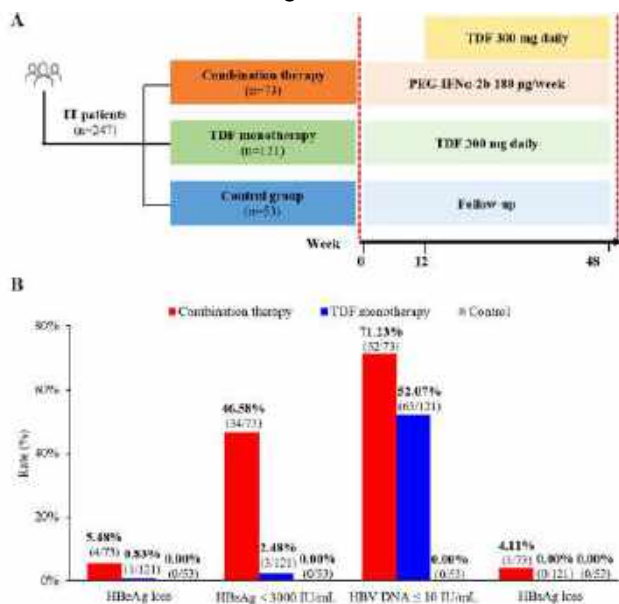 A
TDF 300 mg daily
Combination therapy
(n=73)
PEG-IFNα-2b 180 μg/week
IT patients
(n=247)
TDF monotherapy
(n=121)
TDF 300 mg daily
Control group
(n=53)
Follow-up
Week
0
12
48
B
Combination therapy
TDF monotherapy
Control
80%
60%
40%
20%
0%
Rate (%)
5.48%
(4/73)
0.83%
(1/121)
0.00%
(0/53)
46.58%
(34/73)
2.48%
(3/121)
0.00%
(0/53)
71.23%
(52/73)
52.07%
(63/121)
0.00%
(0/53)
4.11%
(3/73)
0.00%
(0/121)
0.00%
(0/53)
HBeAg loss
HBsAg < 3000 IU/mL
HBV DNA ≤ 10 IU/mL
HBsAg loss